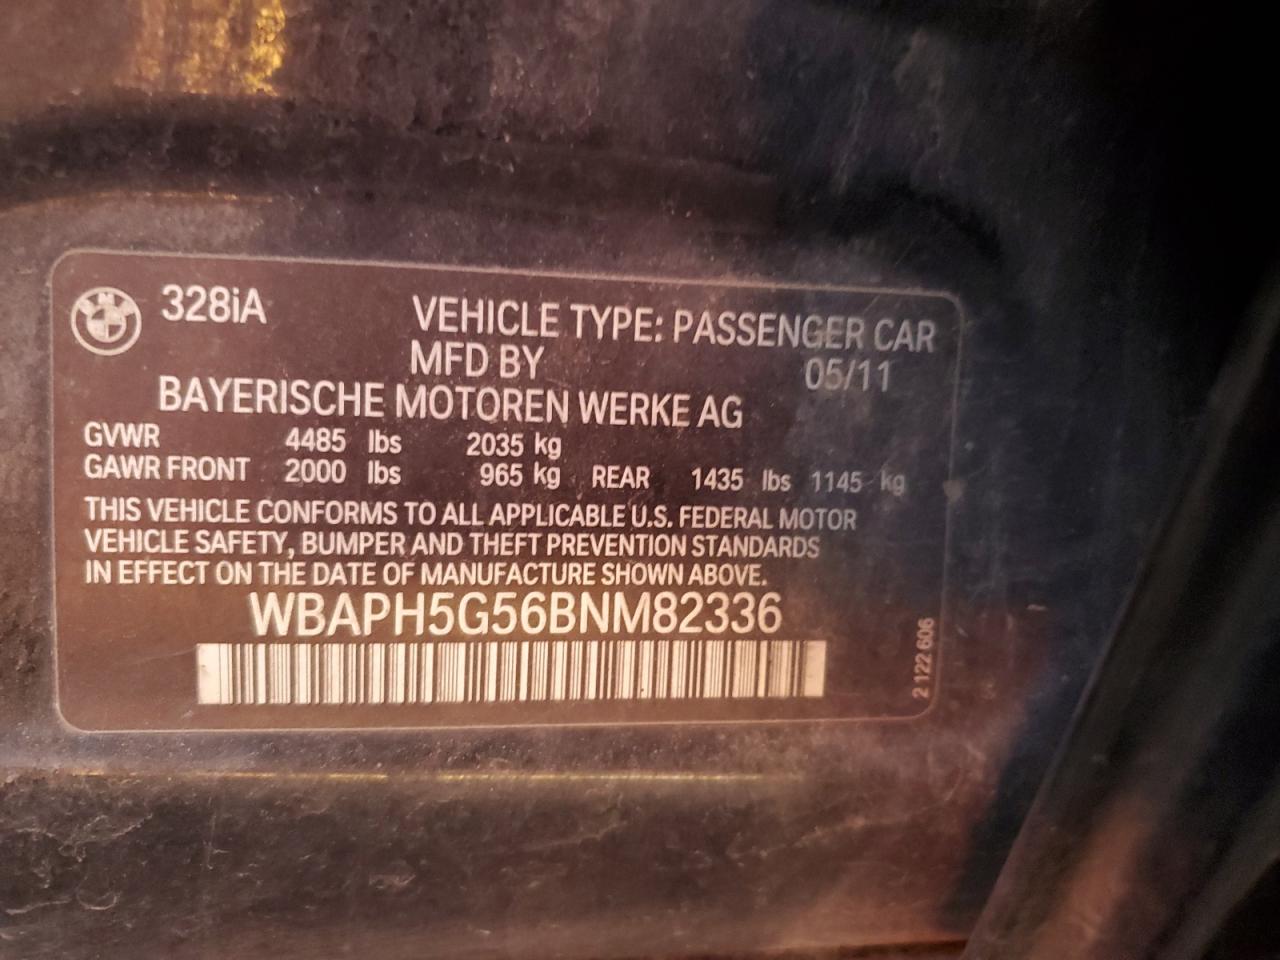 328iA
VEHICLE TYPE: PASSENGER CAR
MFD BY 05/11
BAYERISCHE MOTOREN WERKE AG
GVWR 4485 lbs 2035 kg
GAWR FRONT 2000 lbs 965 kg REAR 1435 lbs 1145 kg
THIS VEHICLE CONFORMS TO ALL APPLICABLE U.S. FEDERAL MOTOR
VEHICLE SAFETY, BUMPER AND THEFT PREVENTION STANDARDS
IN EFFECT ON THE DATE OF MANUFACTURE SHOWN ABOVE.
WBAPH5G56BNM82336
2 122 606